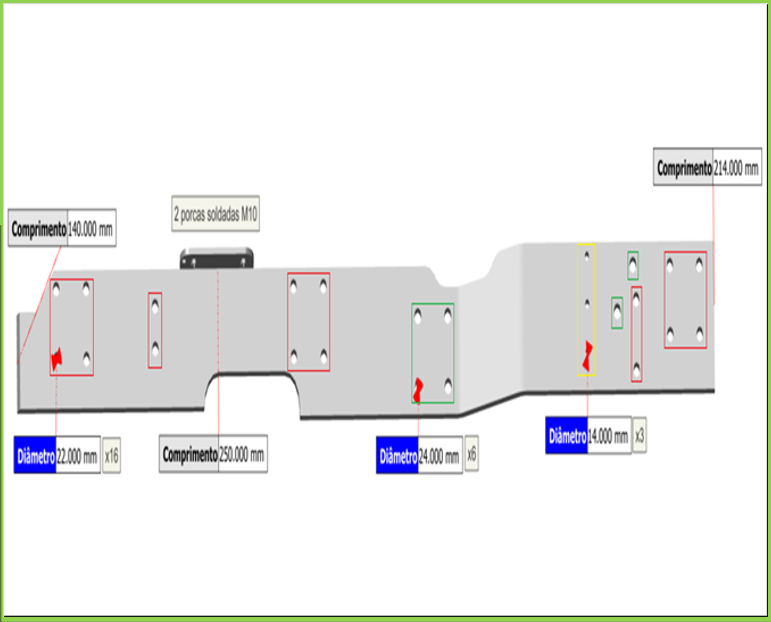 Comprimento 214.000 mm
2 porcas soldadas M10
Comprimento 140.000 mm
Diâmetro 22.000 mm x16
Comprimento 250.000 mm
Diâmetro 24.000 mm x6
Diâmetro 14.000 mm x3